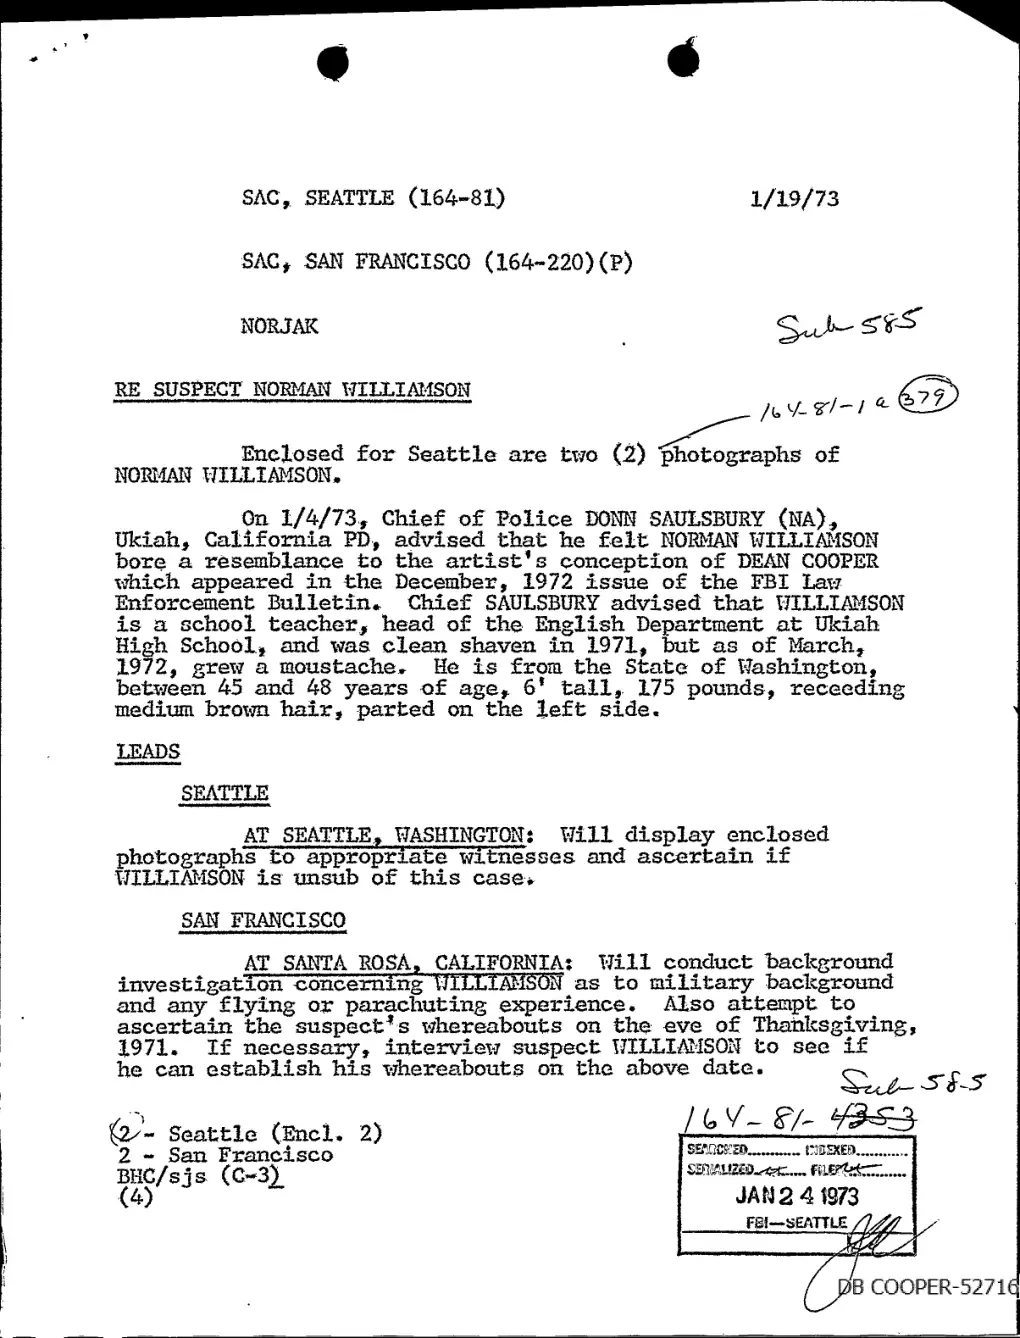 SAC, SEATTLE (164-81) 1/19/73
SAC, SAN FRANCISCO (164-220)(P)
NORJAK
Sub 585
RE SUSPECT NORMAN WILLIAMSON
164-81-1a 379
Enclosed for Seattle are two (2) photographs of
NORMAN WILLIAMSON.
On 1/4/73, Chief of Police DONN SAULSBURY (NA),
Ukiah, California PD, advised that he felt NORMAN WILLIAMSON
bore a resemblance to the artist's conception of DEAN COOPER
which appeared in the December, 1972 issue of the FBI Law
Enforcement Bulletin. Chief SAULSBURY advised that WILLIAMSON
is a school teacher, head of the English Department at Ukiah
High School, and was clean shaven in 1971, but as of March,
1972, grew a moustache. He is from the State of Washington,
between 45 and 48 years of age, 6' tall, 175 pounds, receeding
medium brown hair, parted on the left side.
LEADS
SEATTLE
AT SEATTLE, WASHINGTON: Will display enclosed
photographs to appropriate witnesses and ascertain if
WILLIAMSON is unsub of this case.
SAN FRANCISCO
AT SANTA ROSA, CALIFORNIA: Will conduct background
investigation concerning WILLIAMSON as to military background
and any flying or parachuting experience. Also attempt to
ascertain the suspect's whereabouts on the eve of Thanksgiving,
1971. If necessary, interview suspect WILLIAMSON to see if
he can establish his whereabouts on the above date.
Sub 585
164-81-4353
2 - Seattle (Encl. 2)
2 - San Francisco
BHC/sjs (C-3)
(4)
SEARCHED............ INDEXED............
SERIALIZED............ FILED............
JAN 24 1973
FBI—SEATTLE
DB COOPER-52716